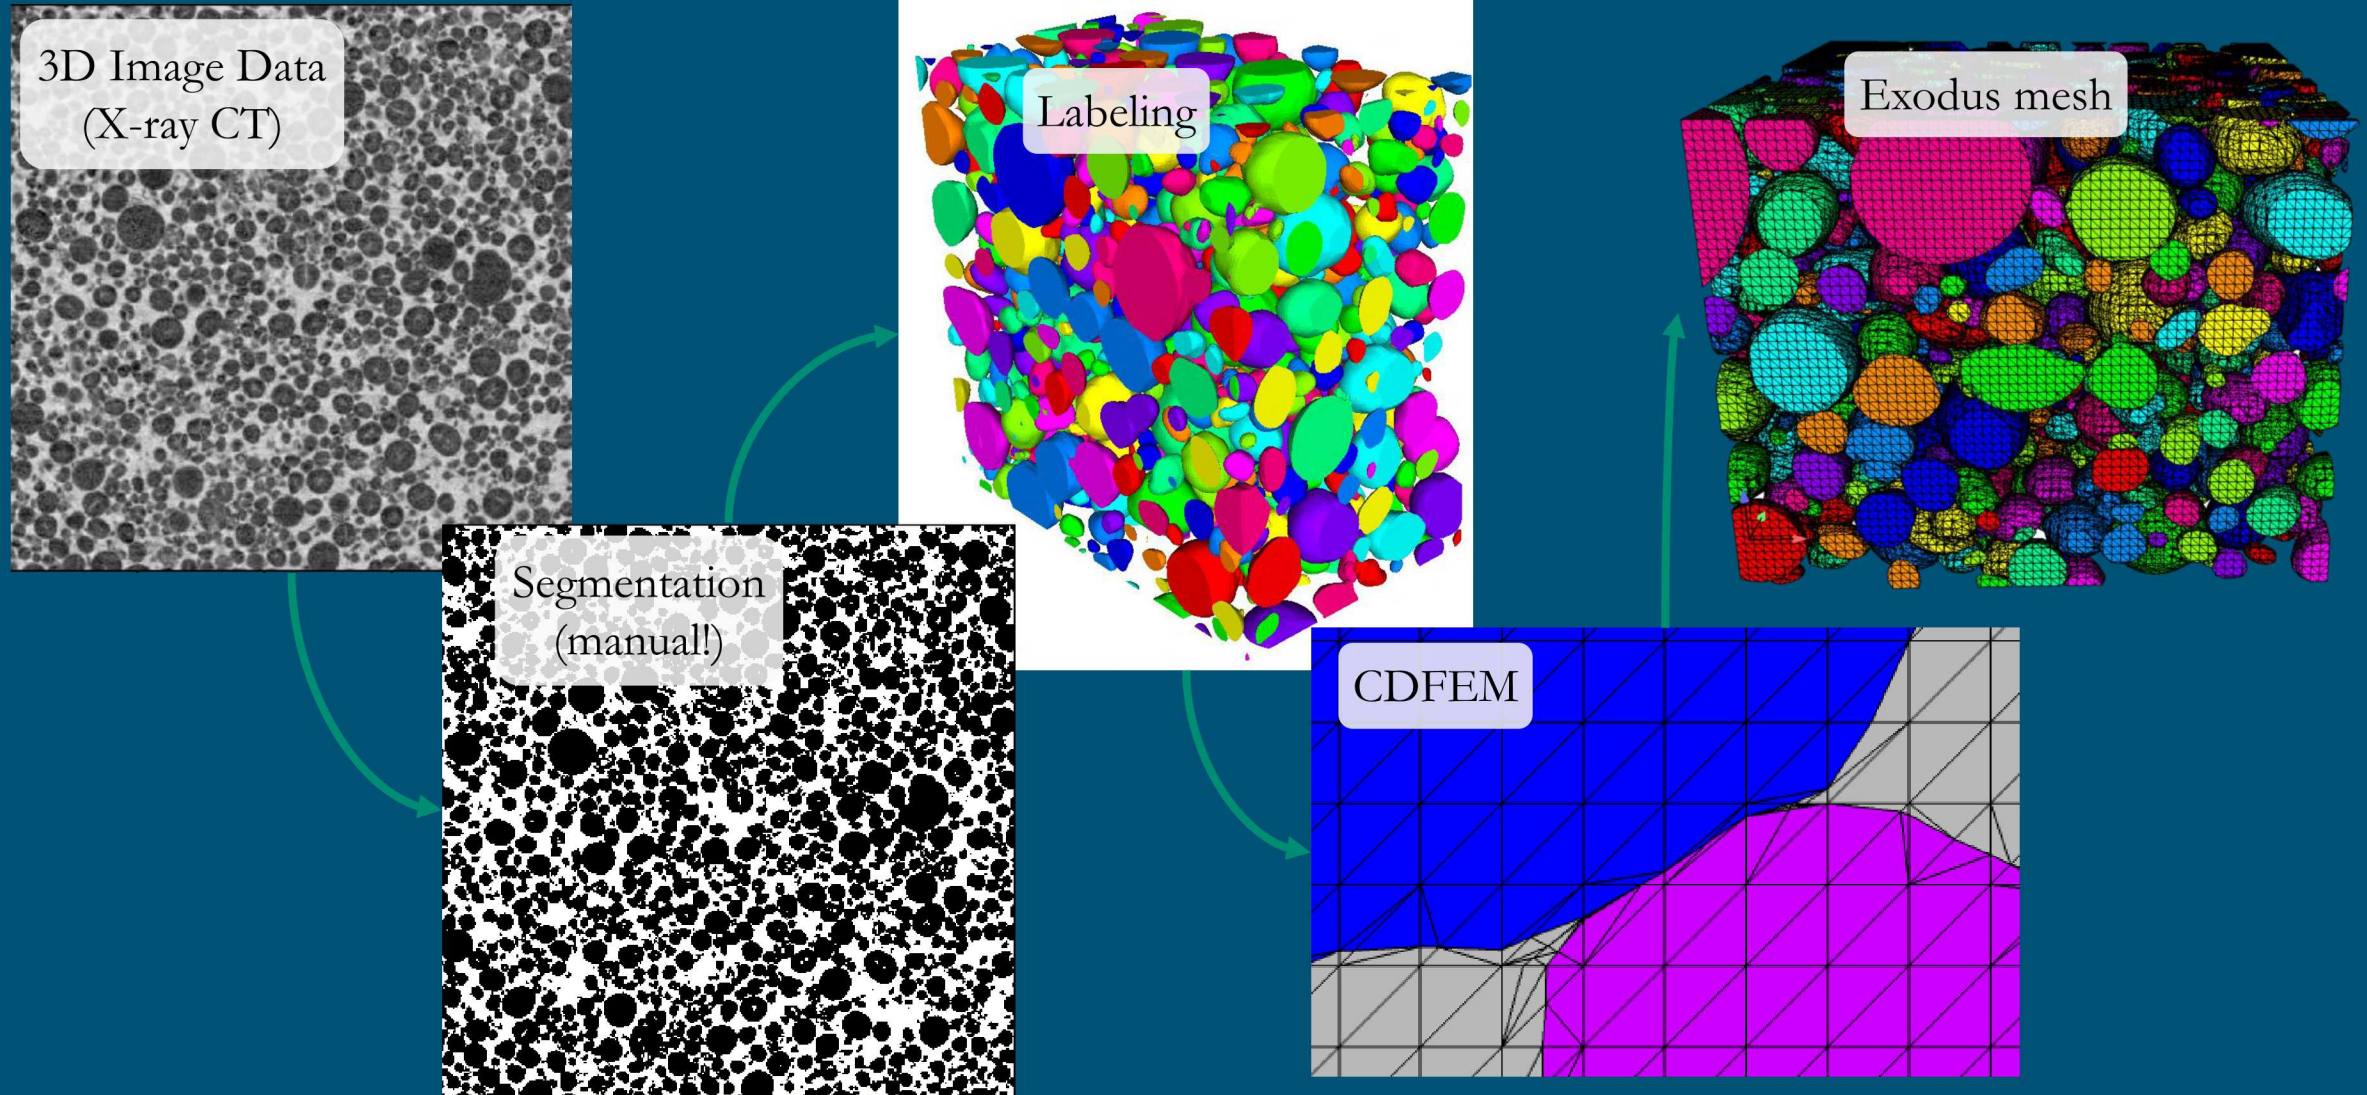 3D Image Data
(X-ray CT)
Segmentation
(manual!)
Labeling
CDFEM
Exodus mesh